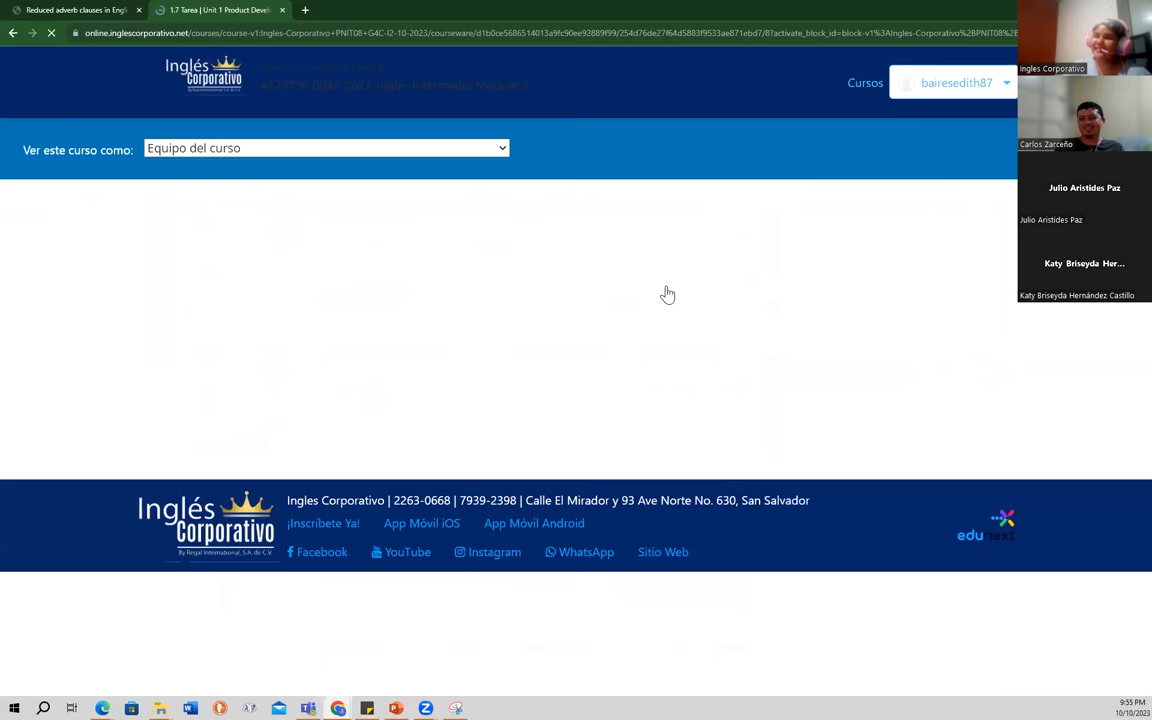 Reduced adverb clauses in Engl
1.7 Tarea | Unit 1 Product Devel
online.inglescorporativo.net/courses/course-v1:Ingles-Corporativo+PNIT08+G4C-I2-10-2023/courseware/d1b0ce5686514013a9fc90ee92889f99/254d76de27f64d5883f9533ae871ebd7/8?activate_block_id=block-v1%3AIngles-Corporativo%2BPNIT08%2B
Inglés
Corporativo
Cursos
bairesedith87
Ver este curso como:
Equipo del curso
Ingles Corporativo
Carlos Zarceño
Julio Aristides Paz
Julio Aristides Paz
Katy Briseyda Her...
Katy Briseyda Hernández Castillo
Inglés
Corporativo
By Regal International, S.A. de C.V.
Ingles Corporativo | 2263-0668 | 7939-2398 | Calle El Mirador y 93 Ave Norte No. 630, San Salvador
¡Inscríbete Ya! App Móvil iOS App Móvil Android
Facebook YouTube Instagram WhatsApp Sitio Web
edunext
9:55 PM
10/10/2023